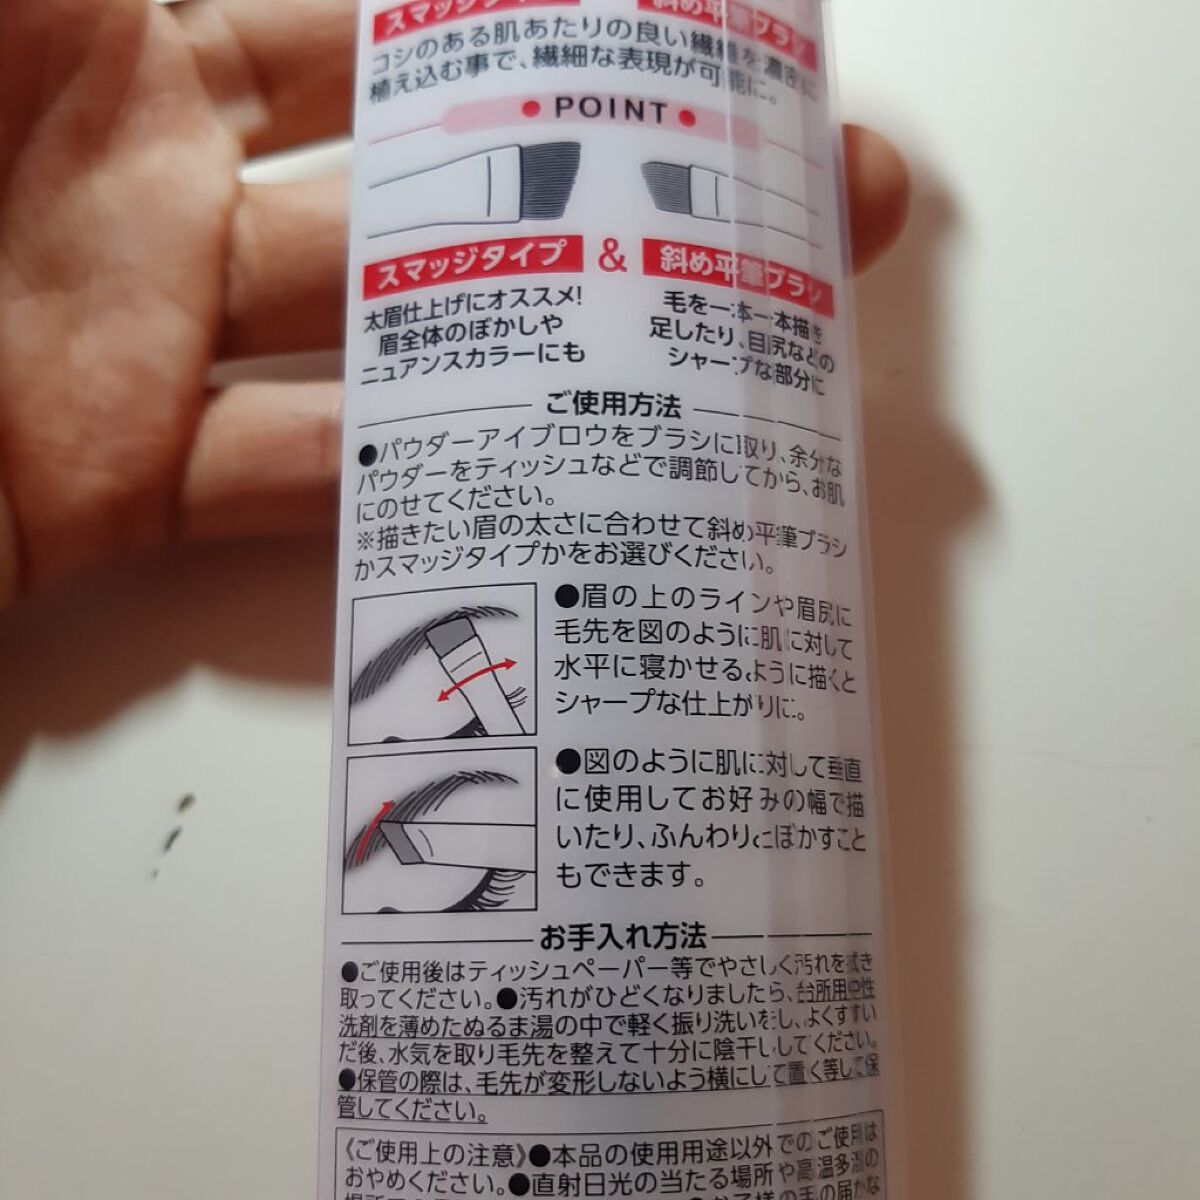 スマッジタイプ
斜め平筆ブラシ
コシのある肌あたりの良い繊維を濃密に
植え込む事で、繊細な表現が可能に。
POINT
スマッジタイプ & 斜め平筆ブラシ
太眉仕上げにオススメ!
眉全体のぼかしや
ニュアンスカラーにも
毛を一本一本描き
足したり、目尻などの
シャープな部分に
ご使用方法
●パウダーアイブロウをブラシに取り、余分な
パウダーをティッシュなどで調節してから、お肌
にのせてください。
※描きたい眉の太さに合わせて斜め平筆ブラシ
かスマッジタイプかをお選びください。
●眉の上のラインや眉尻に
毛先を図のように肌に対して
水平に寝かせるように描くと
シャープな仕上がりに。
●図のように肌に対して垂直
に使用してお好みの幅で描
いたり、ふんわりとぼかすこと
もできます。
お手入れ方法
●ご使用後はティッシュペーパー等でやさしく汚れを拭き
取ってください。●汚れがひどくなりましたら、台所用中性
洗剤を薄めたぬるま湯の中で軽く振り洗いをし、よくすすい
だ後、水気を取り毛先を整えて十分に陰干ししてください。
●保管の際は、毛先が変形しないよう横にして置く等して保
管してください。
《ご使用上の注意》●本品の使用用途以外でのご使用は
おやめください。●直射日光の当たる場所や高温多湿の